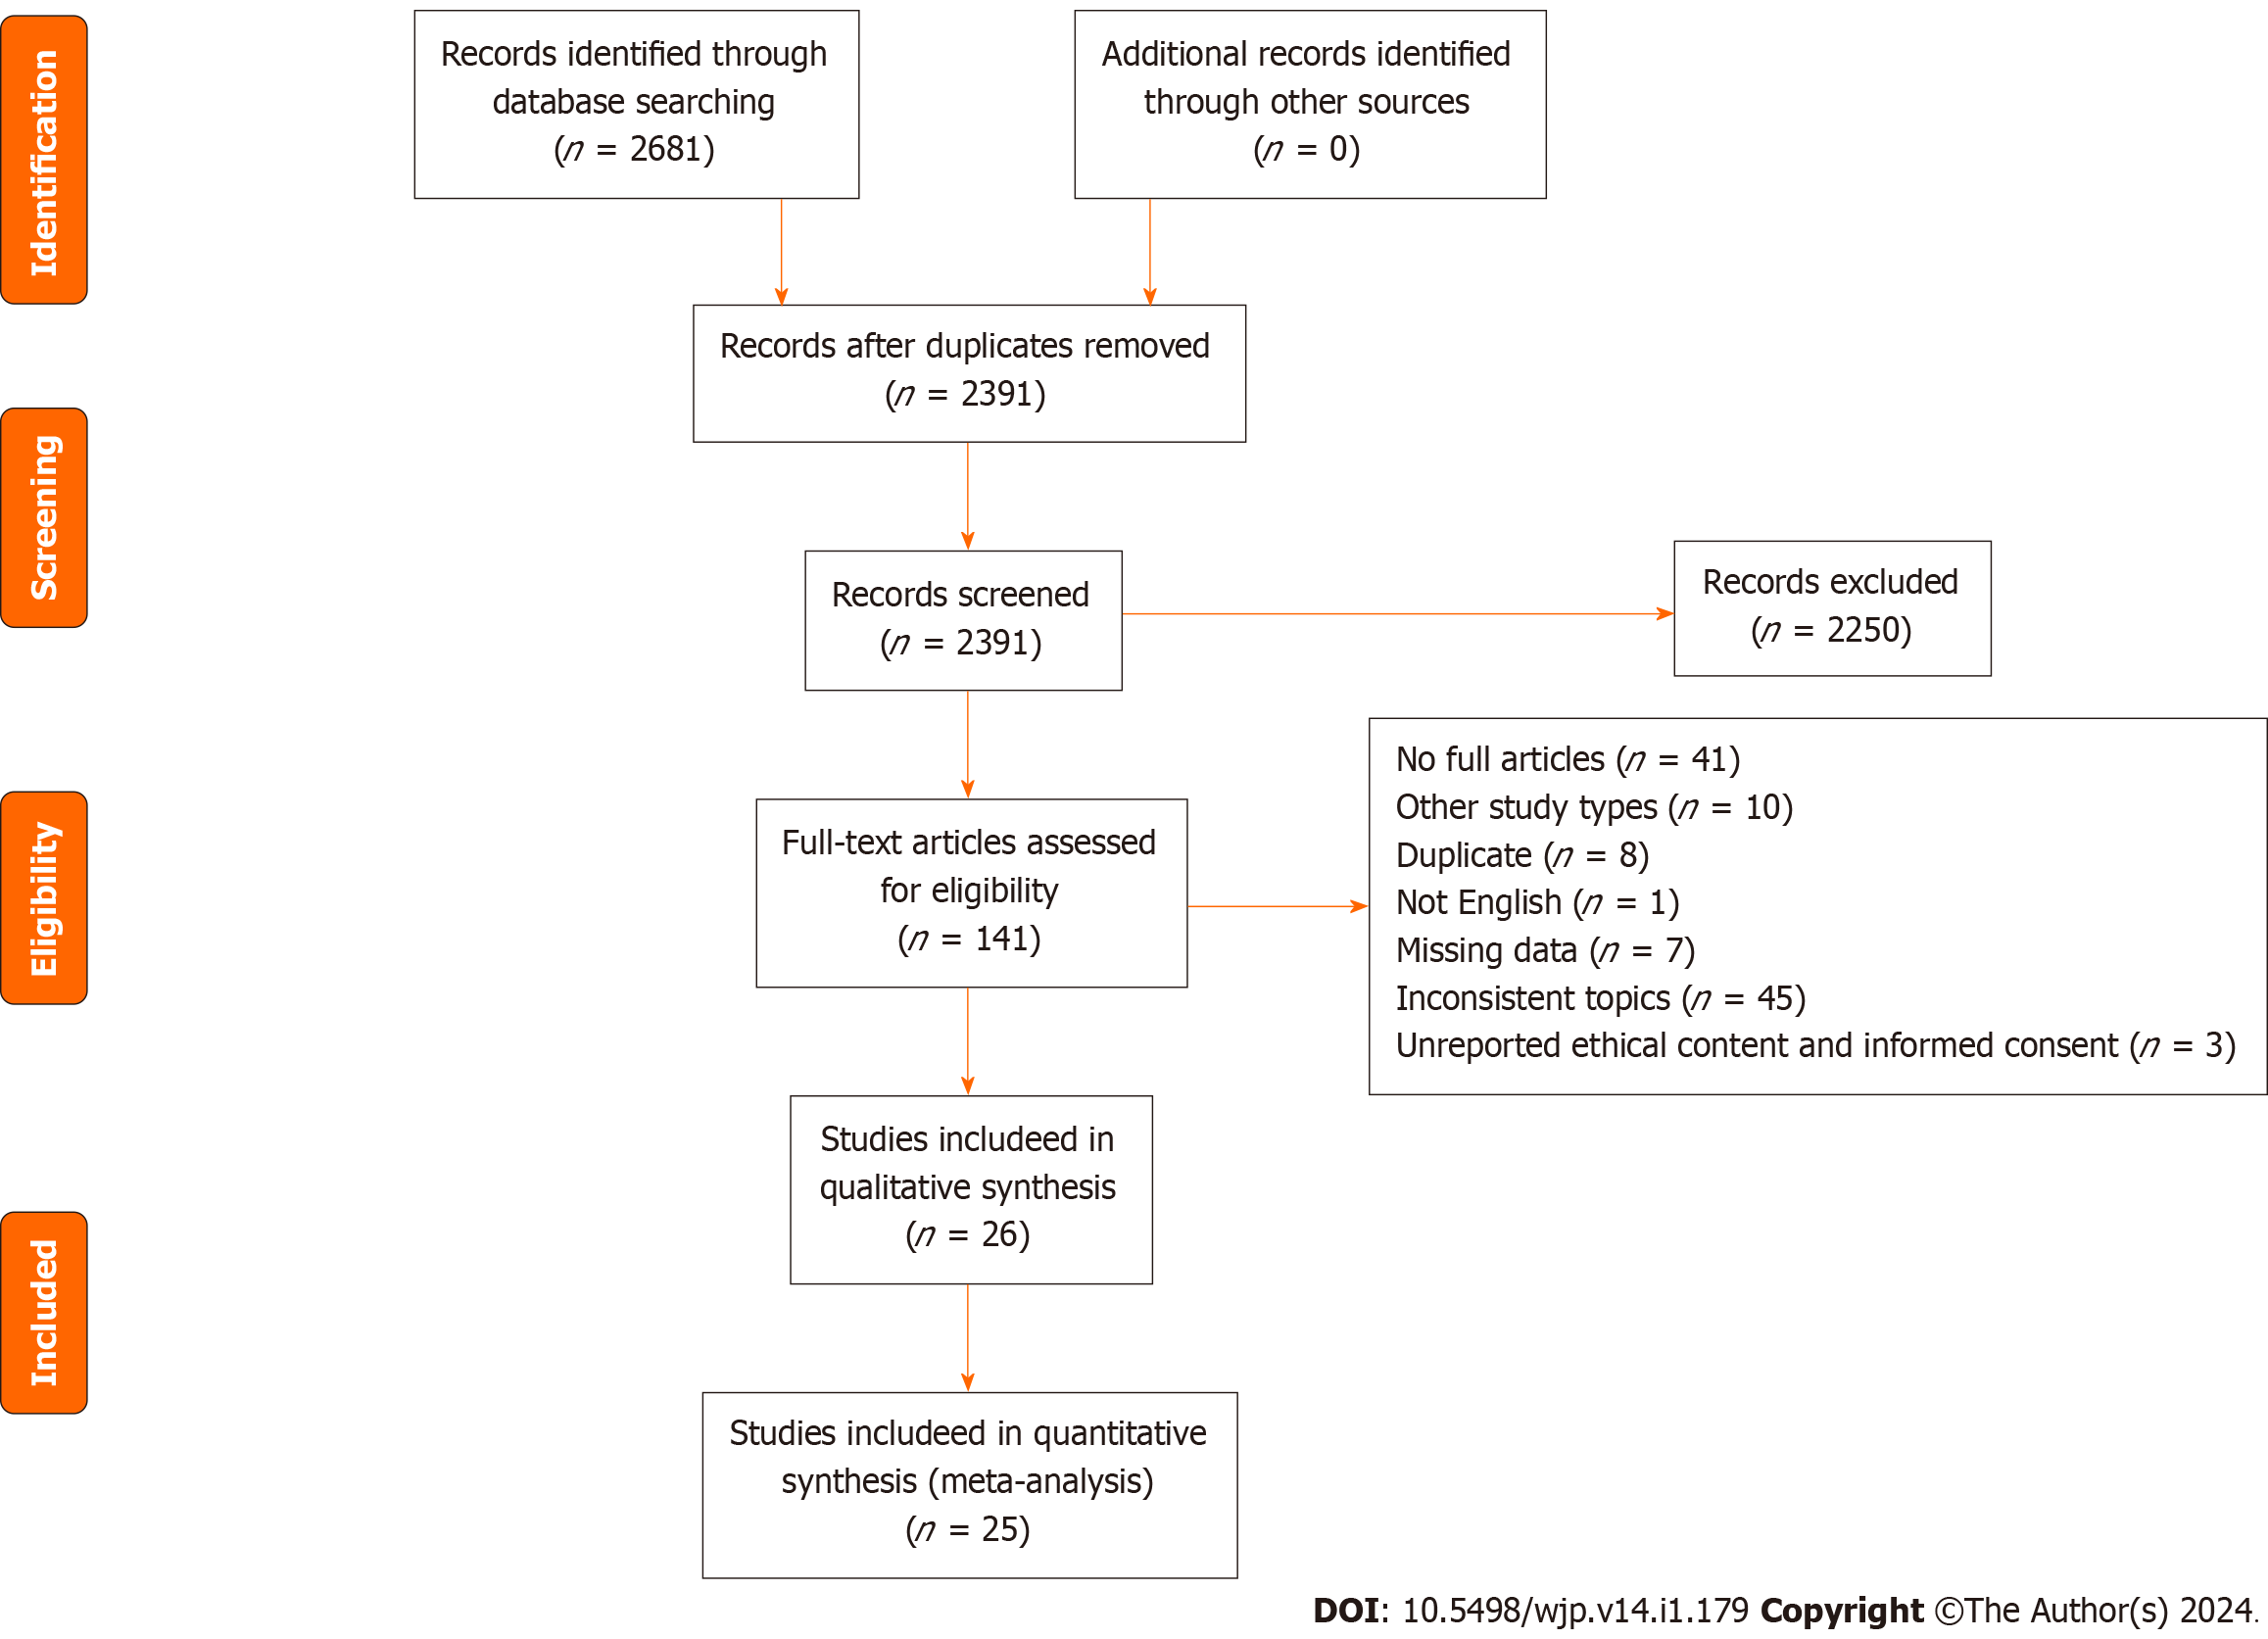 Identification
Records identified through
database searching
(n = 2681)
Additional records identified
through other sources
(n = 0)
Records after duplicates removed
(n = 2391)
Screening
Records screened
(n = 2391)
Records excluded
(n = 2250)
Eligibility
Full-text articles assessed
for eligibility
(n = 141)
No full articles (n = 41)
Other study types (n = 10)
Duplicate (n = 8)
Not English (n = 1)
Missing data (n = 7)
Inconsistent topics (n = 45)
Unreported ethical content and informed consent (n = 3)
Included
Studies includeed in
qualitative synthesis
(n = 26)
Studies includeed in quantitative
synthesis (meta-analysis)
(n = 25)
DOI: 10.5498/wjp.v14.i1.179 Copyright ©The Author(s) 2024.